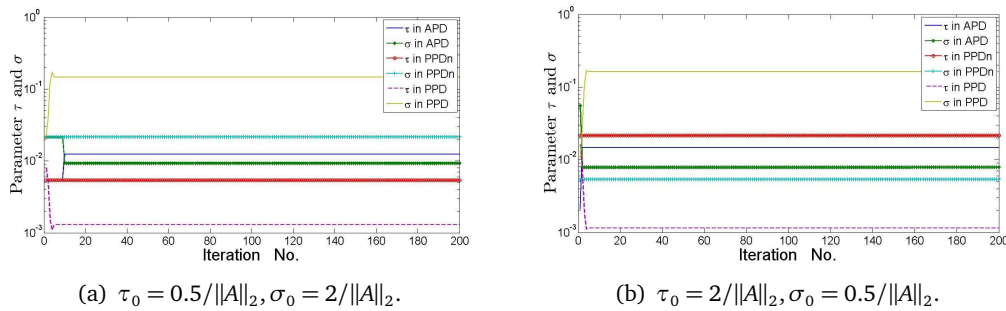 10⁰
10⁻¹
10⁻²
10⁻³
Parameter τ and σ
τ in APD
σ in APD
τ in PPDn
σ in PPDn
τ in PPD
σ in PPD
0 20 40 60 80 100 120 140 160 180 200
Iteration No.
(a) τ₀ = 0.5/||A||₂, σ₀ = 2/||A||₂.
10⁰
10⁻¹
10⁻²
10⁻³
Parameter τ and σ
τ in APD
σ in APD
τ in PPDn
σ in PPDn
τ in PPD
σ in PPD
0 20 40 60 80 100 120 140 160 180 200
Iteration No.
(b) τ₀ = 2/||A||₂, σ₀ = 0.5/||A||₂.